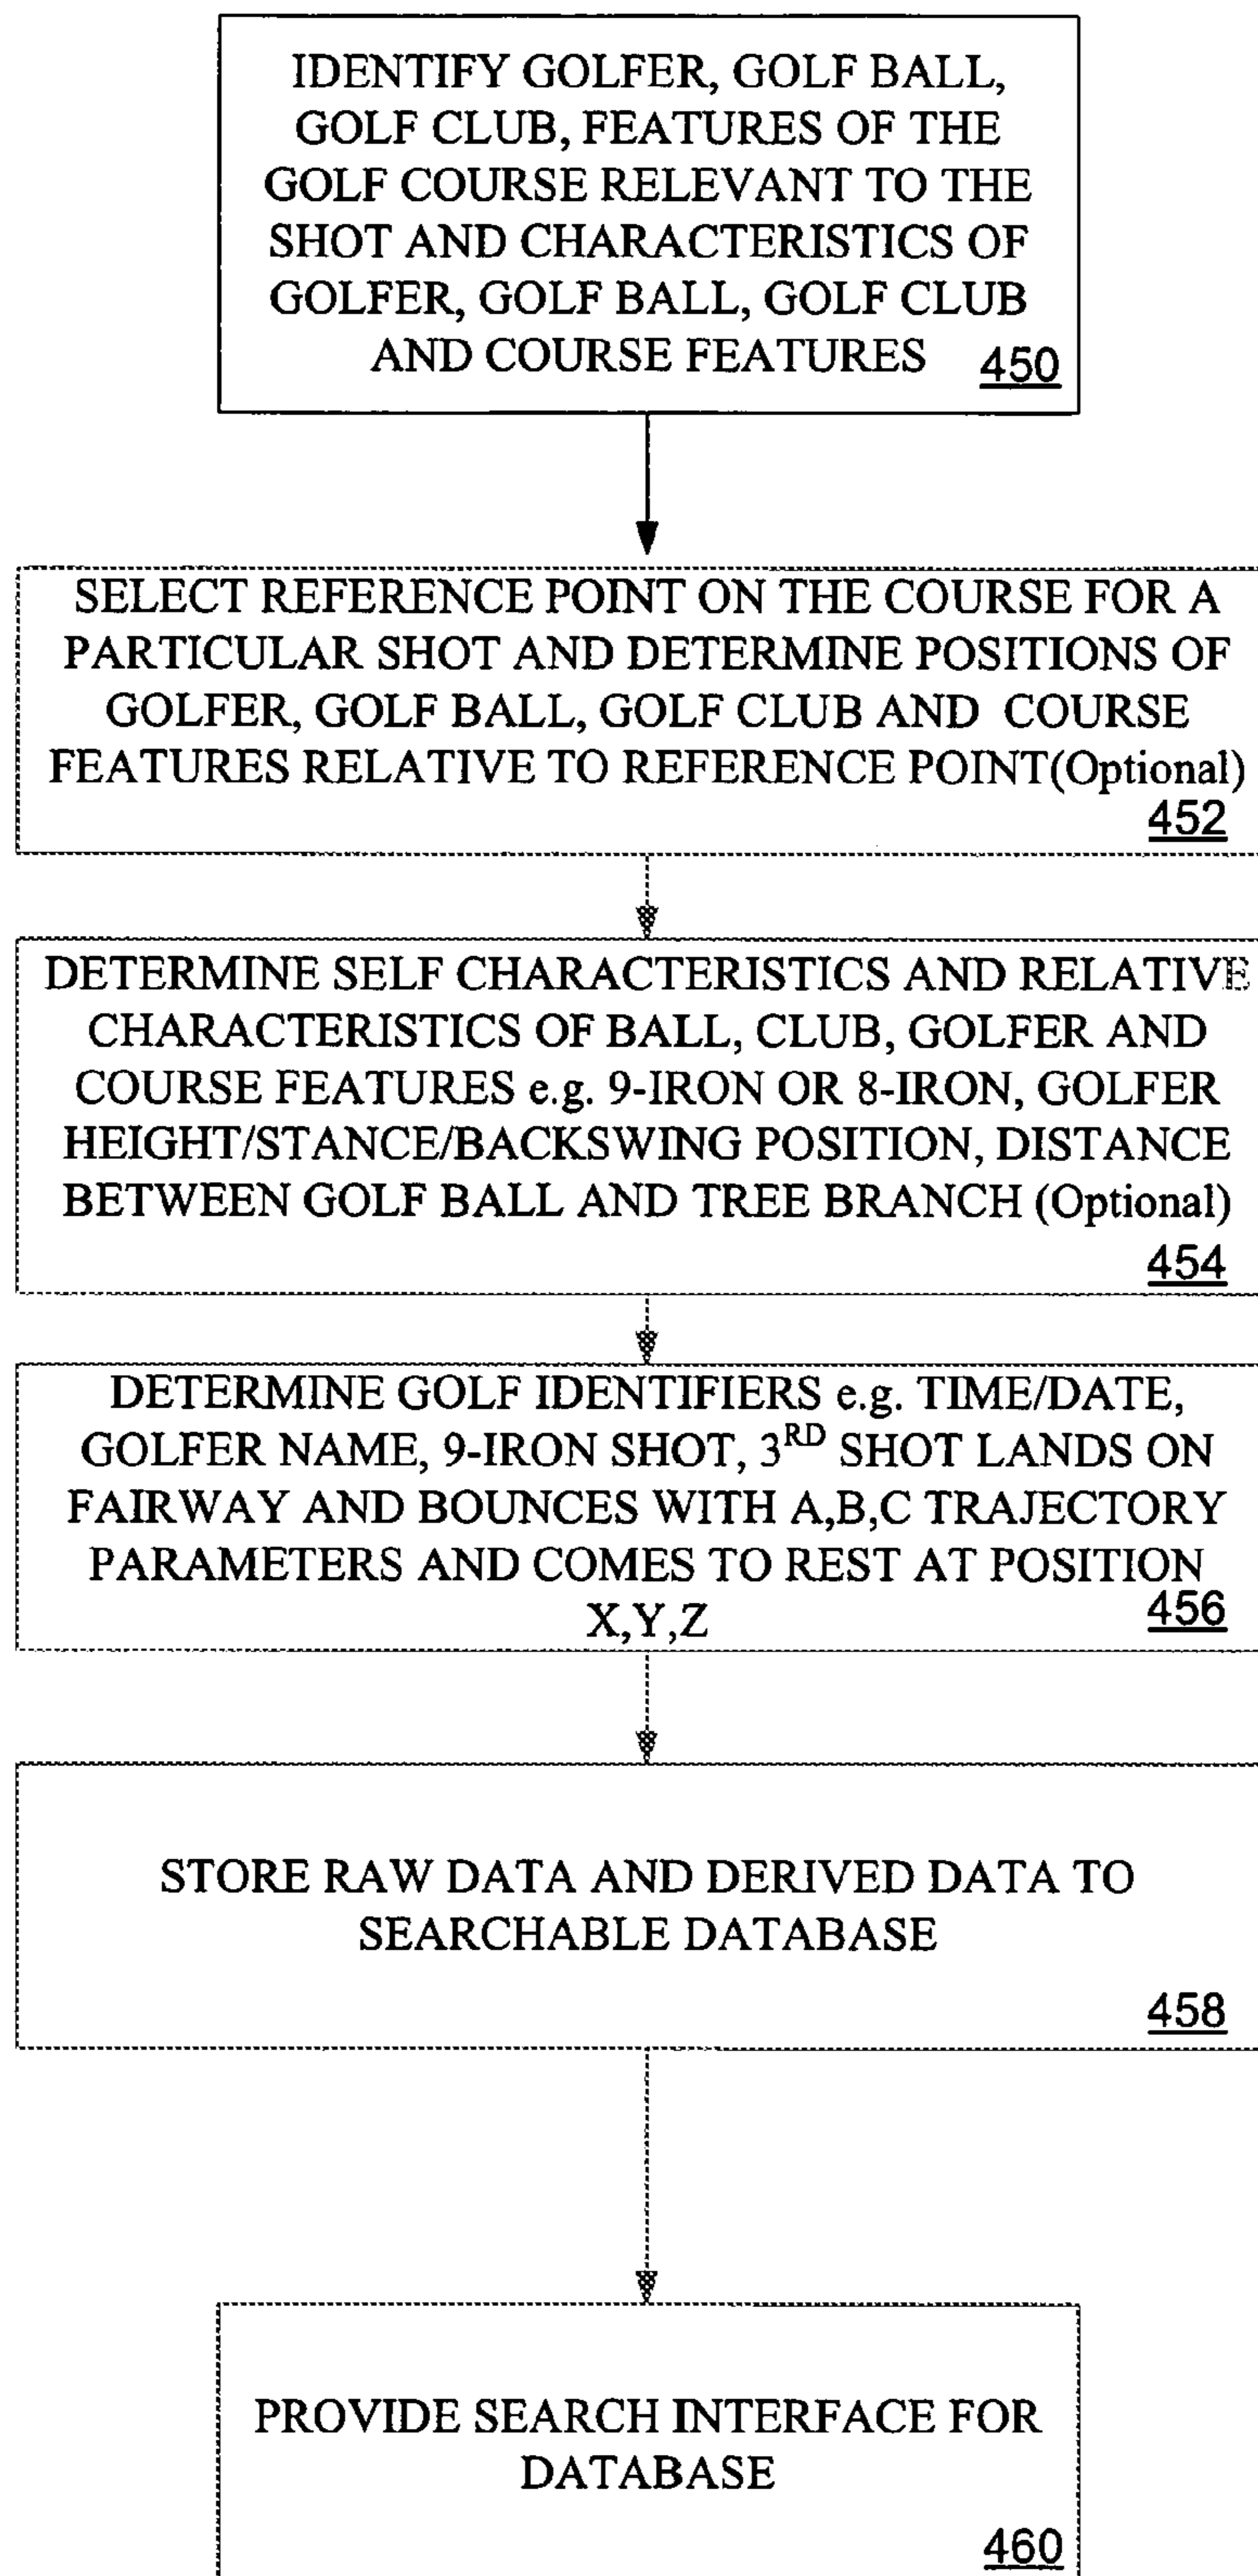 IDENTIFY GOLFER, GOLF BALL,
GOLF CLUB, FEATURES OF THE
GOLF COURSE RELEVANT TO THE
SHOT AND CHARACTERISTICS OF
GOLFER, GOLF BALL, GOLF CLUB
AND COURSE FEATURES 450
SELECT REFERENCE POINT ON THE COURSE FOR A
PARTICULAR SHOT AND DETERMINE POSITIONS OF
GOLFER, GOLF BALL, GOLF CLUB AND COURSE
FEATURES RELATIVE TO REFERENCE POINT(Optional)
452
DETERMINE SELF CHARACTERISTICS AND RELATIVE
CHARACTERISTICS OF BALL, CLUB, GOLFER AND
COURSE FEATURES e.g. 9-IRON OR 8-IRON, GOLFER
HEIGHT/STANCE/BACKSWING POSITION, DISTANCE
BETWEEN GOLF BALL AND TREE BRANCH (Optional)
454
DETERMINE GOLF IDENTIFIERS e.g. TIME/DATE,
GOLFER NAME, 9-IRON SHOT, 3RD SHOT LANDS ON
FAIRWAY AND BOUNCES WITH A,B,C TRAJECTORY
PARAMETERS AND COMES TO REST AT POSITION
X,Y,Z 456
STORE RAW DATA AND DERIVED DATA TO
SEARCHABLE DATABASE
458
PROVIDE SEARCH INTERFACE FOR
DATABASE
460